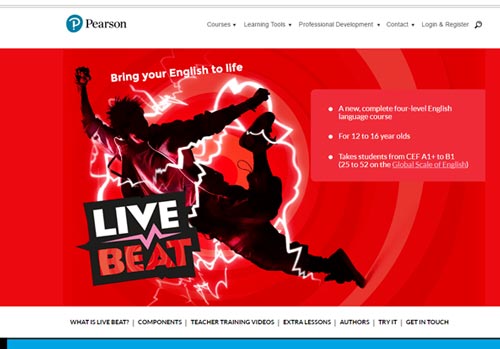 Pearson
Courses Learning Tools Professional Development Contact Login & Register
Bring your English to life
A new, complete four-level English
language course
For 12 to 16 year olds
Takes students from CEF A1+ to B1
(25 to 52 on the Global Scale of English)
LIVE
BEAT
WHAT IS LIVE BEAT? | COMPONENTS | TEACHER TRAINING VIDEOS | EXTRA LESSONS | AUTHORS | TRY IT | GET IN TOUCH